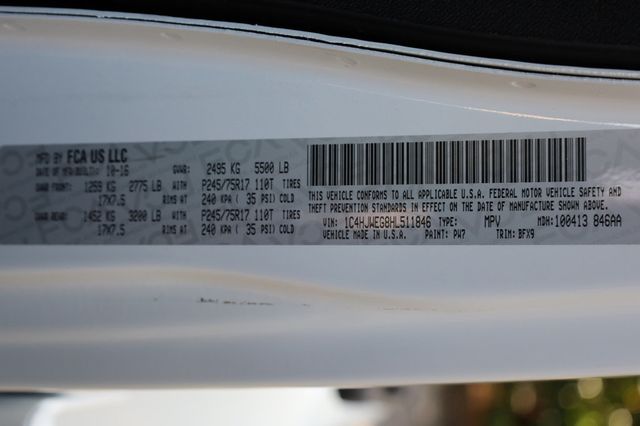 MFD BY FCA US LLC
DATE OF MFR 10-16 GVWR: 2495 KG 5500 LB
GAWR FRONT: 1259 KG 2775 LB WITH P245/75R17 110T TIRES
17X7.5 RIMS AT 240 KPA ( 35 PSI) COLD
GAWR REAR: 1452 KG 3200 LB WITH P245/75R17 110T TIRES
17X7.5 RIMS AT 240 KPA ( 35 PSI) COLD
THIS VEHICLE CONFORMS TO ALL APPLICABLE U.S.A. FEDERAL MOTOR VEHICLE SAFETY AND
THEFT PREVENTION STANDARDS IN EFFECT ON THE DATE OF MANUFACTURE SHOWN ABOVE.
VIN: 1C4HJWEG8HL511846 TYPE: MPV MDH: 100413 846AA
VEHICLE MADE IN U.S.A. PAINT: PW7 TRIM: BFX9